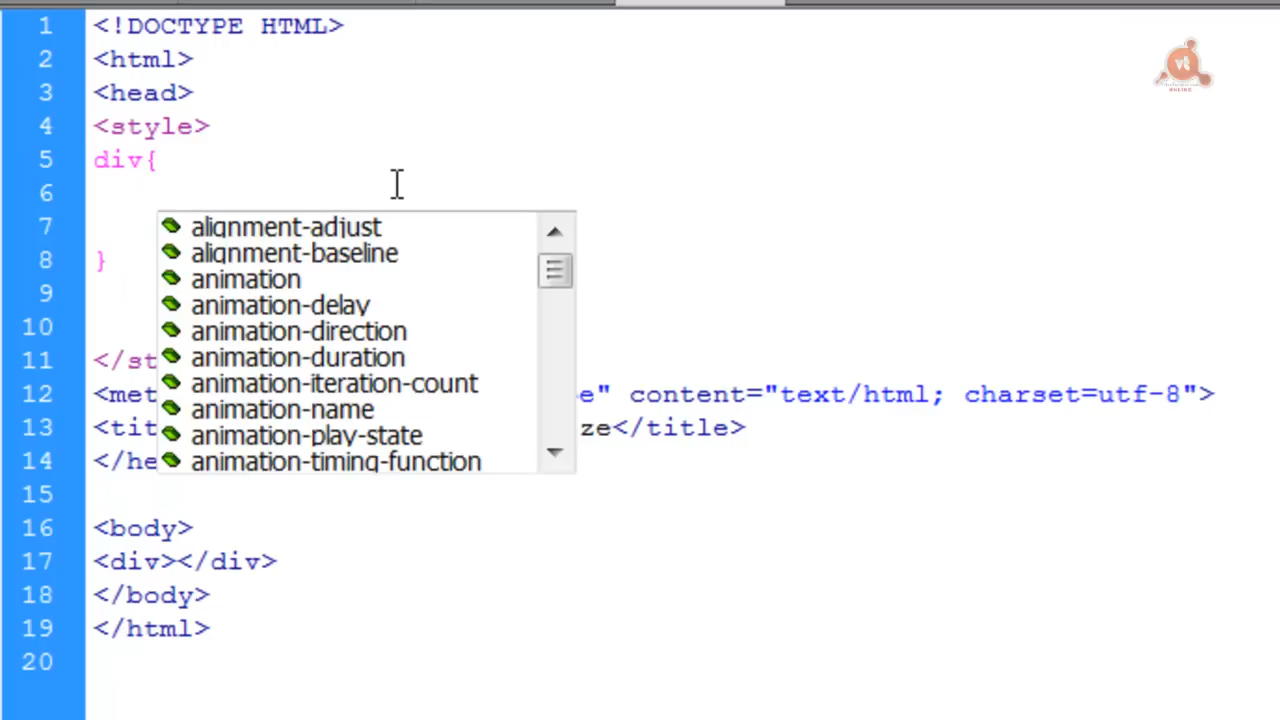 1 <!DOCTYPE HTML>
2 <html>
3 <head>
4 <style>
5 div{
6
7
8 }
9
10
11 </st
12 <met e" content="text/html; charset=utf-8">
13 <tit ze</title>
14 </he
15
16 <body>
17 <div></div>
18 </body>
19 </html>
20
alignment-adjust
alignment-baseline
animation
animation-delay
animation-direction
animation-duration
animation-iteration-count
animation-name
animation-play-state
animation-timing-function
vt
ONLINE